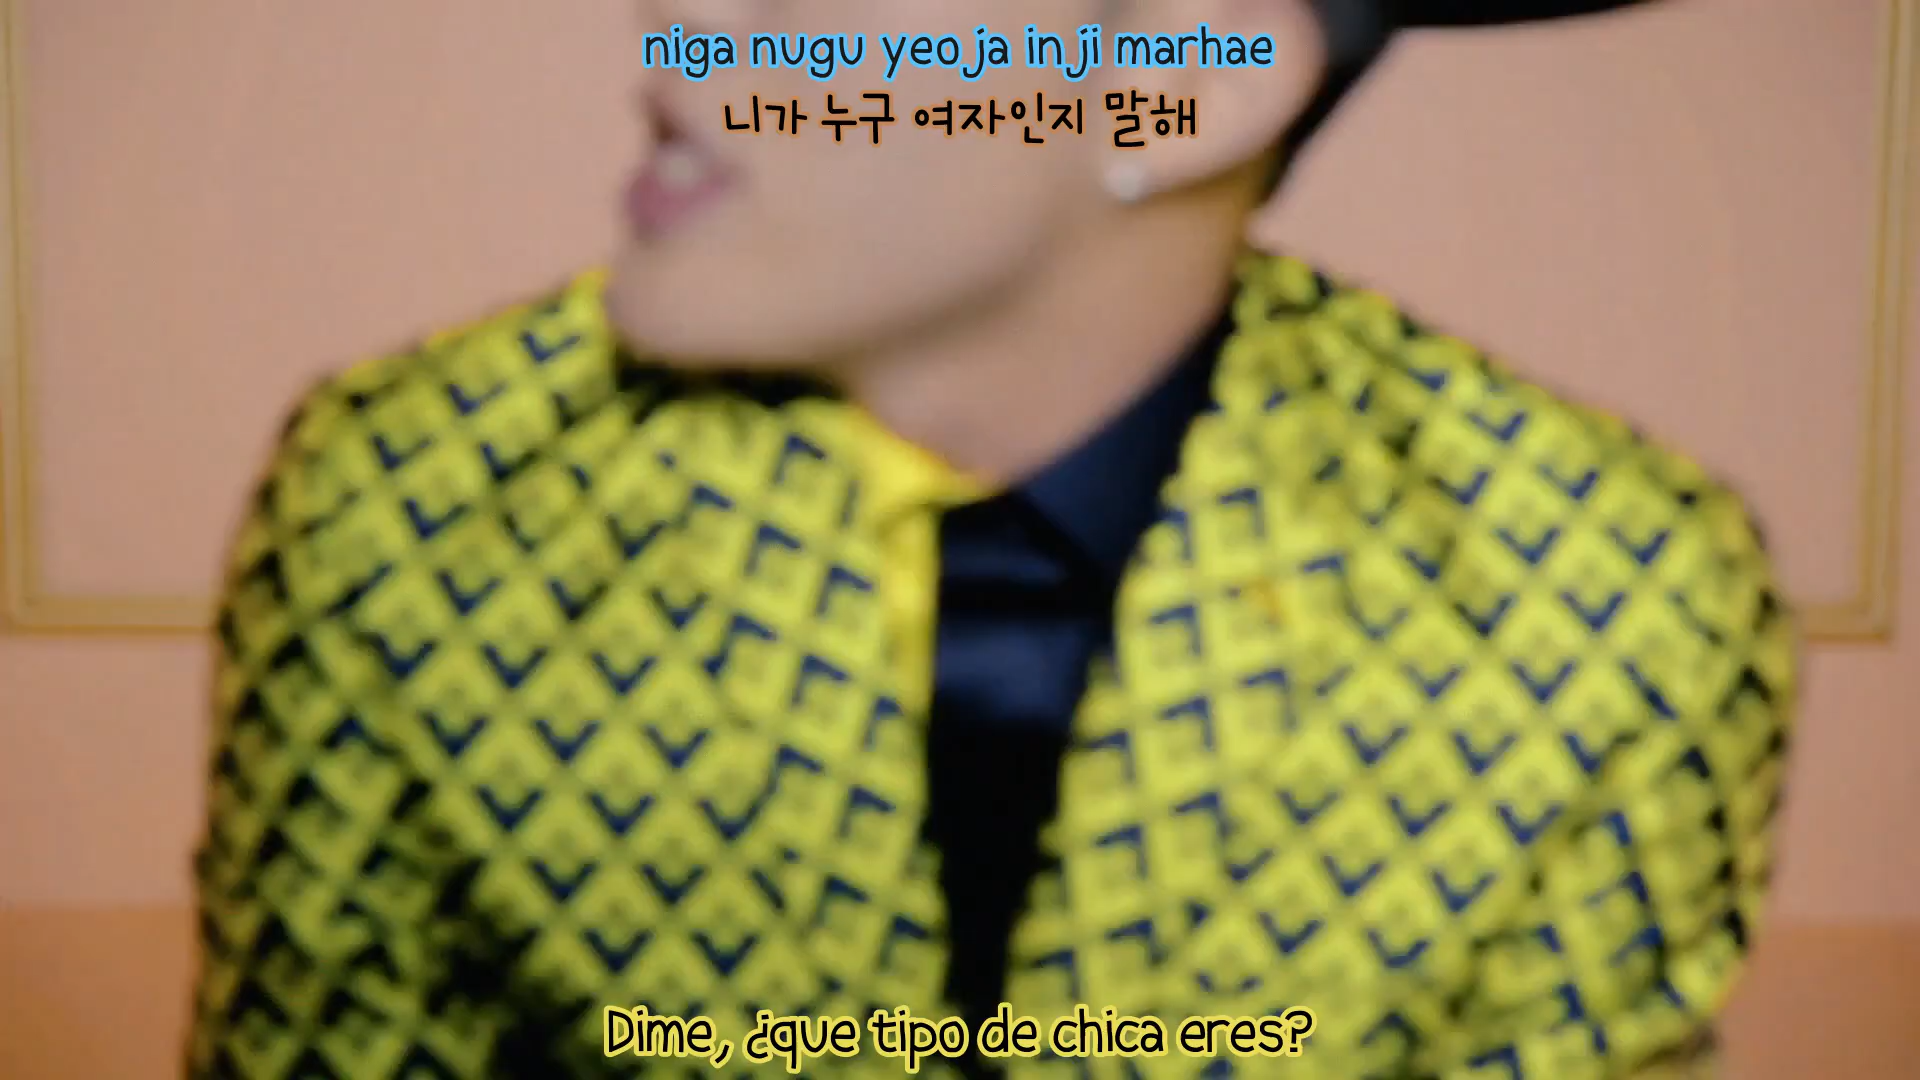 niga nugu yeoja inji marhae
니가 누구 여자인지 말해
Dime, ¿que tipo de chica eres?